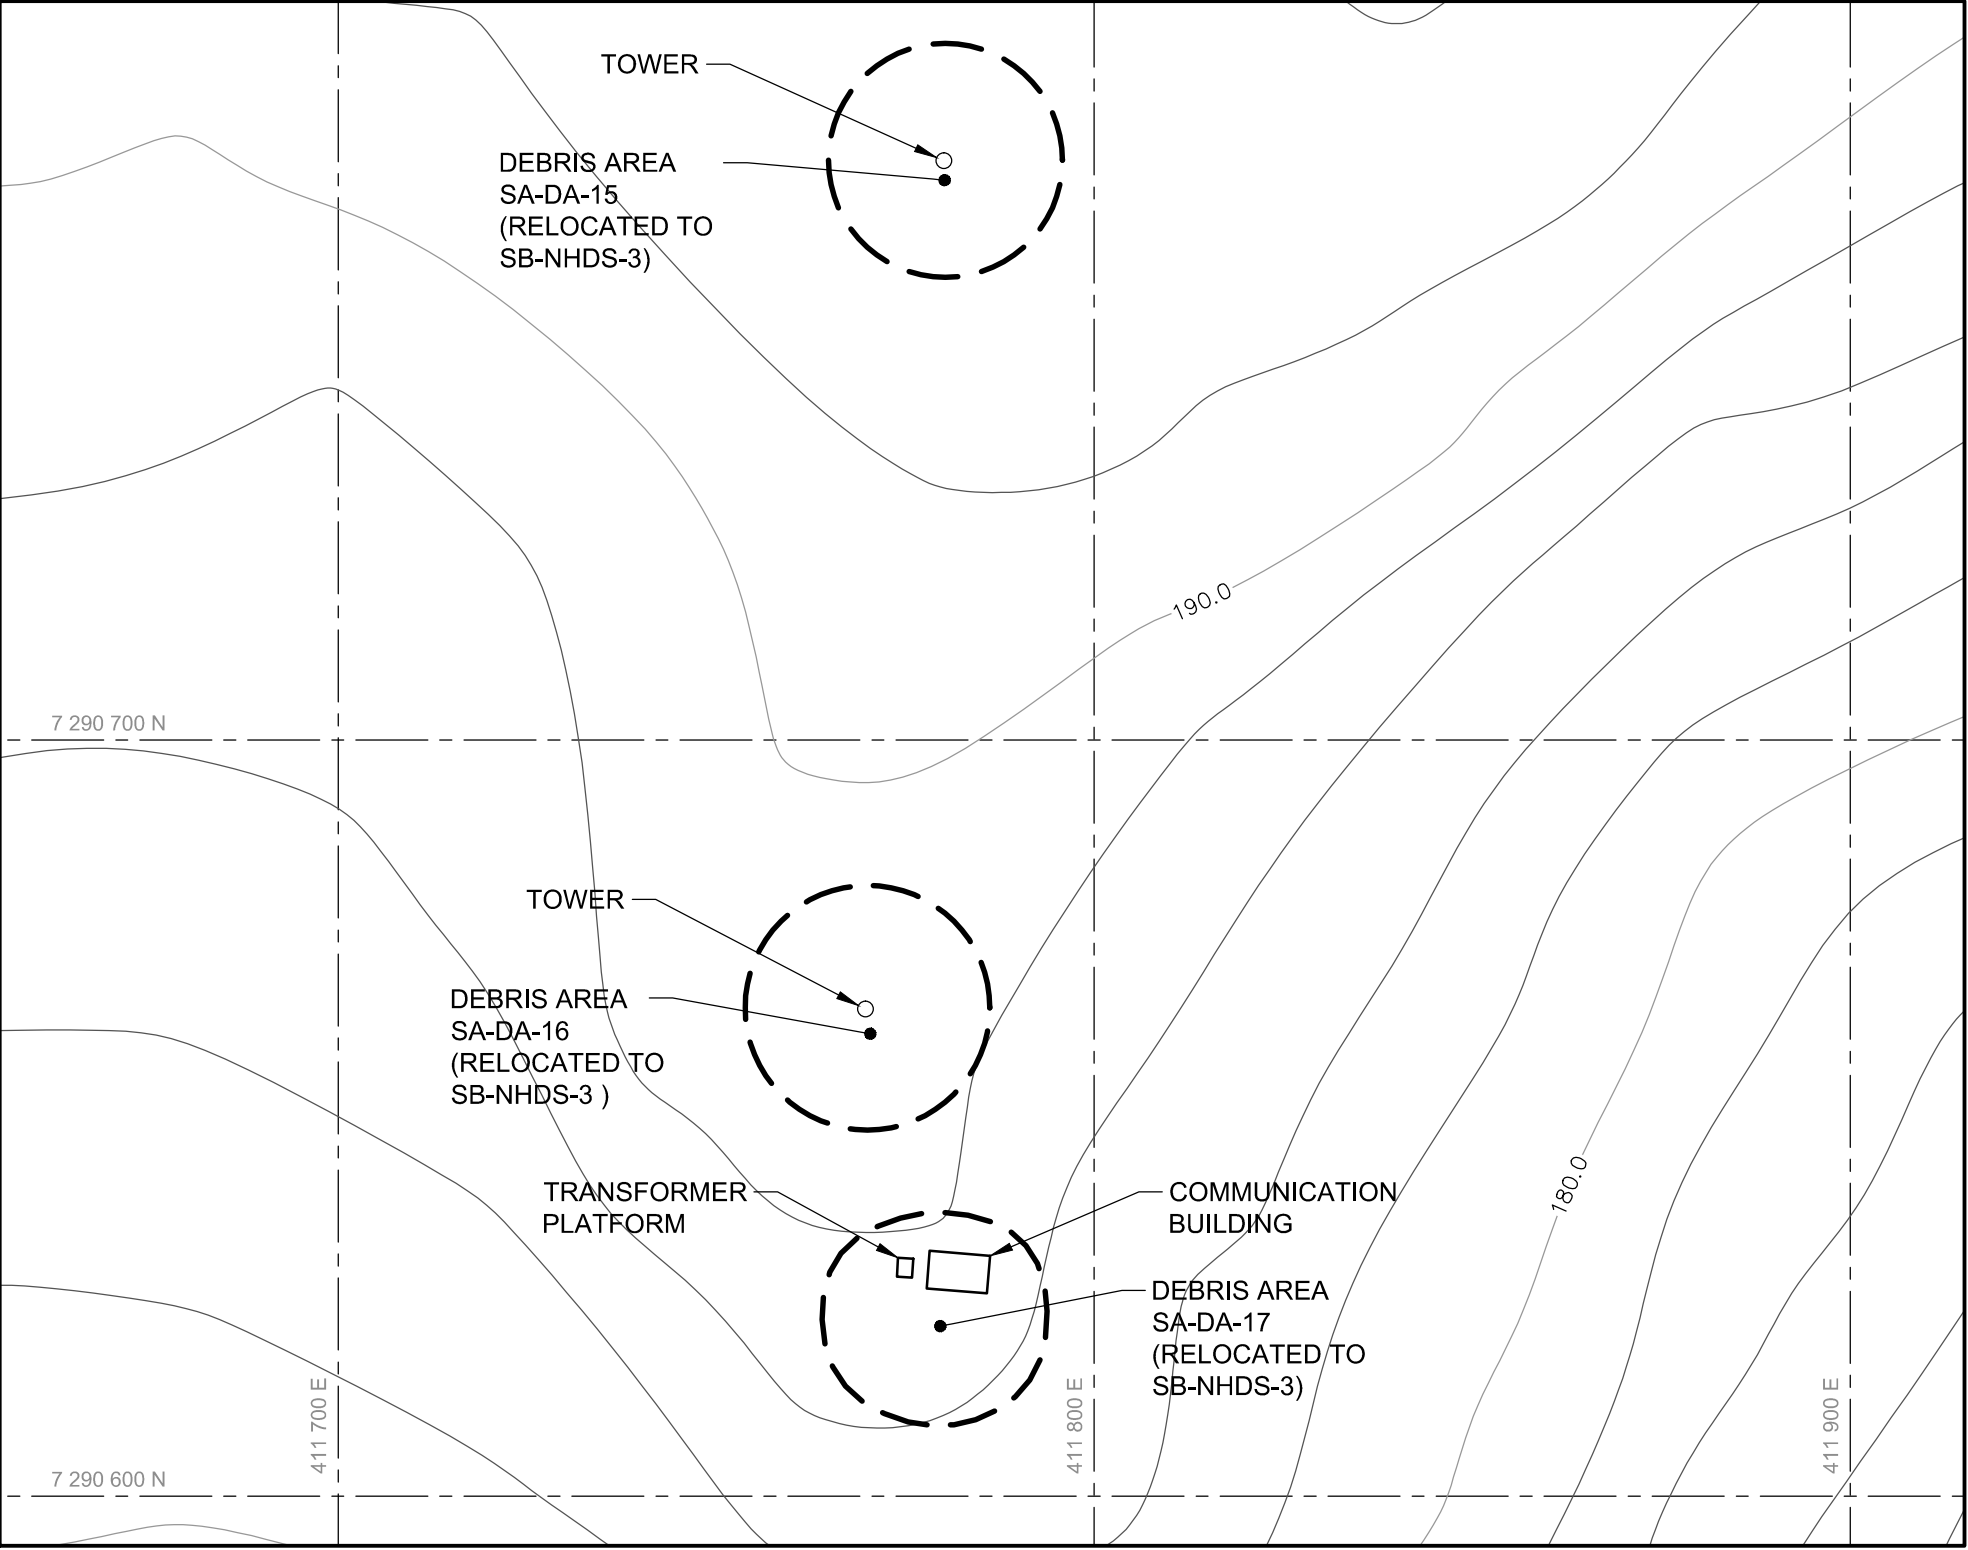 TOWER
DEBRIS AREA
SA-DA-15
(RELOCATED TO
SB-NHDS-3)
190.0
7 290 700 N
TOWER
DEBRIS AREA
SA-DA-16
(RELOCATED TO
SB-NHDS-3 )
TRANSFORMER
PLATFORM
COMMUNICATION
BUILDING
180.0
DEBRIS AREA
SA-DA-17
(RELOCATED TO
SB-NHDS-3)
411 700 E
411 800 E
411 900 E
7 290 600 N